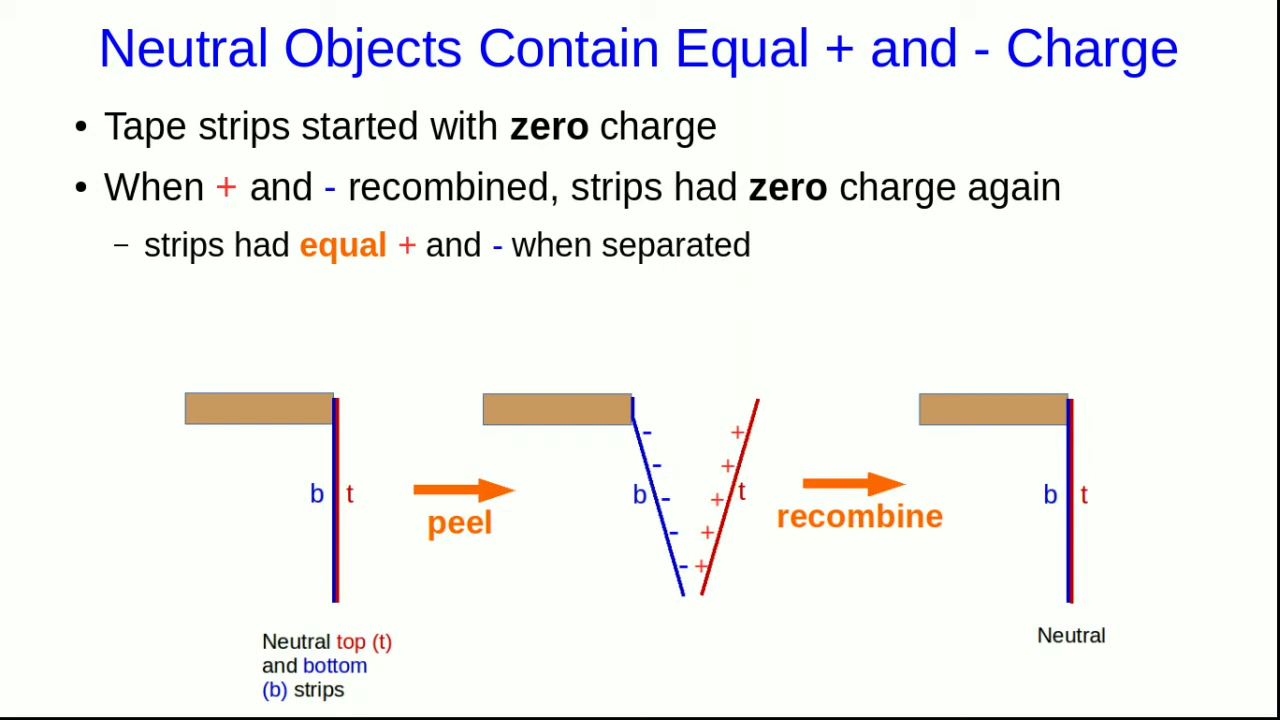 Neutral Objects Contain Equal + and - Charge
• Tape strips started with zero charge
• When + and - recombined, strips had zero charge again
– strips had equal + and - when separated
b t
peel
- - - - -
b
+ + + + +
t
recombine
b t
Neutral top (t)
and bottom
(b) strips
Neutral